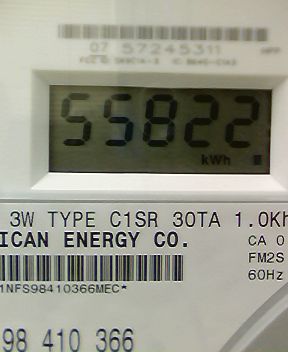 07 57245311
55822
kWh
3W TYPE C1SR 30TA 1.0Kh
ICAN ENERGY CO.
CA 0
FM2S
60Hz
1NFS98410366MEC*
98 410 366